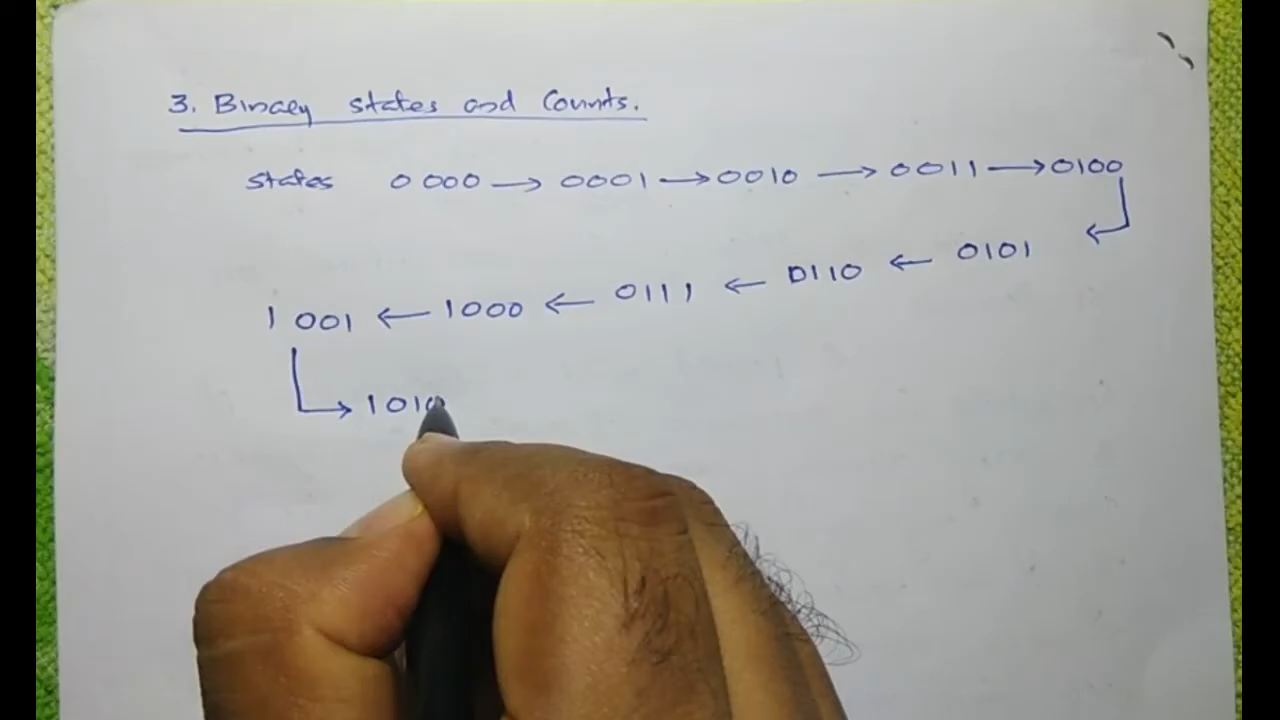 3. Binary states and Counts.
states 0000 → 0001 → 0010 → 0011 → 0100
1001 ← 1000 ← 0111 ← 0110 ← 0101
→ 1010